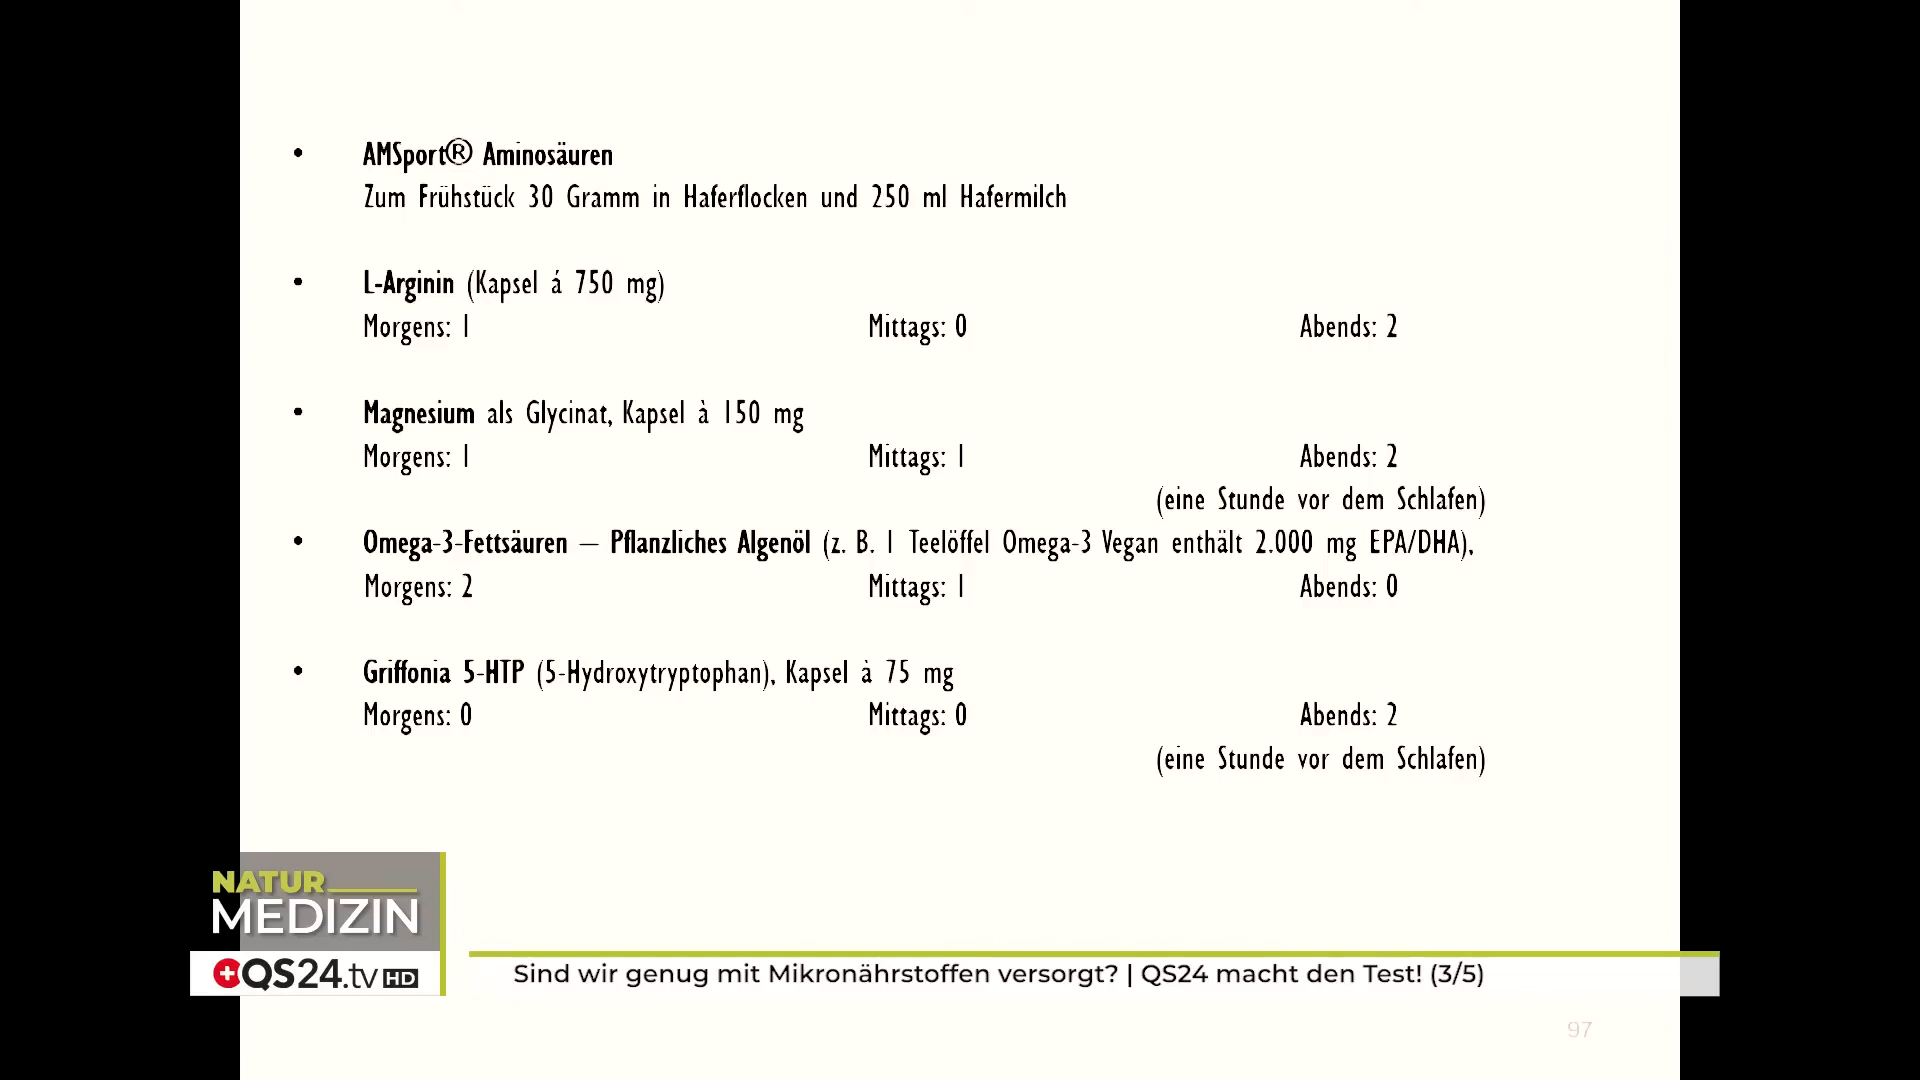 • AMSport® Aminosäuren
Zum Frühstück 30 Gramm in Haferflocken und 250 ml Hafermilch
• L-Arginin (Kapsel á 750 mg)
Morgens: 1 Mittags: 0 Abends: 2
• Magnesium als Glycinat, Kapsel à 150 mg
Morgens: 1 Mittags: 1 Abends: 2
(eine Stunde vor dem Schlafen)
• Omega-3-Fettsäuren – Pflanzliches Algenöl (z. B. 1 Teelöffel Omega-3 Vegan enthält 2.000 mg EPA/DHA),
Morgens: 2 Mittags: 1 Abends: 0
• Griffonia 5-HTP (5-Hydroxytryptophan), Kapsel à 75 mg
Morgens: 0 Mittags: 0 Abends: 2
(eine Stunde vor dem Schlafen)
NATUR
MEDIZIN
QS24.tv HD
Sind wir genug mit Mikronährstoffen versorgt? | QS24 macht den Test! (3/5)
97